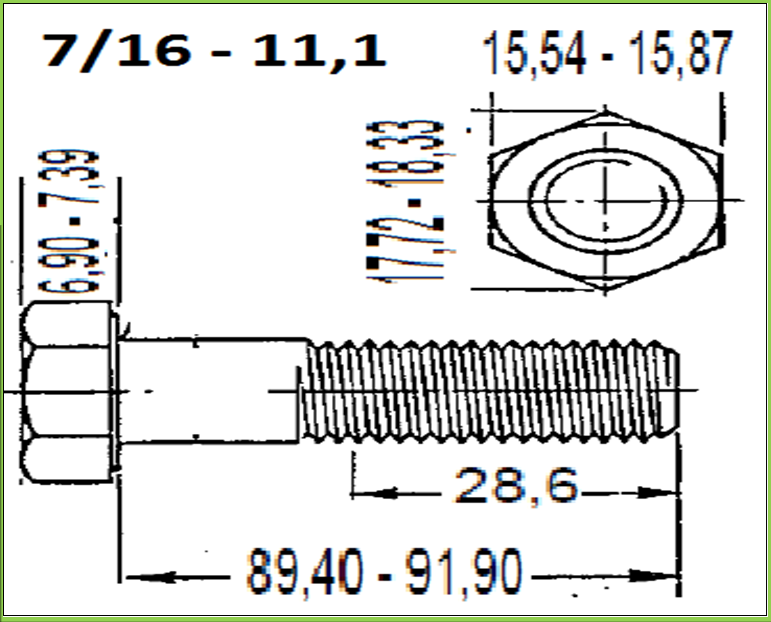 7/16 - 11,1
15,54 - 15,87
17,72 - 18,33
6,90 - 7,39
28,6
89,40 - 91,90